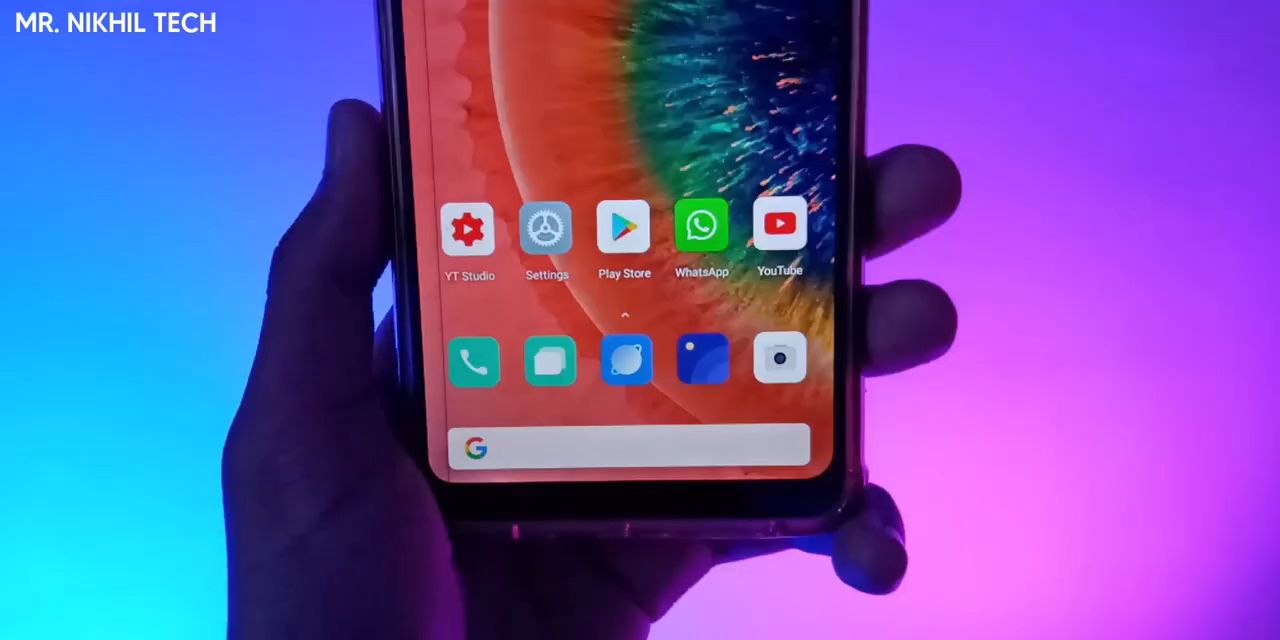 MR. NIKHIL TECH
YT Studio
Settings
Play Store
WhatsApp
YouTube
G